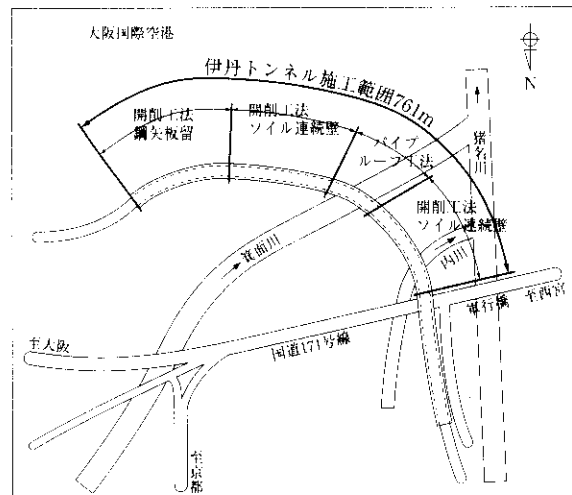 大阪国際空港
N
伊丹トンネル施工範囲761m
開削工法
鋼矢板留
開削工法
ソイル連続壁
パイプ
ルーフ工法
猪名川
開削工法
ソイル連続壁
箕面川
内川
軍行橋
至西宮
国道171号線
至大阪
至京都